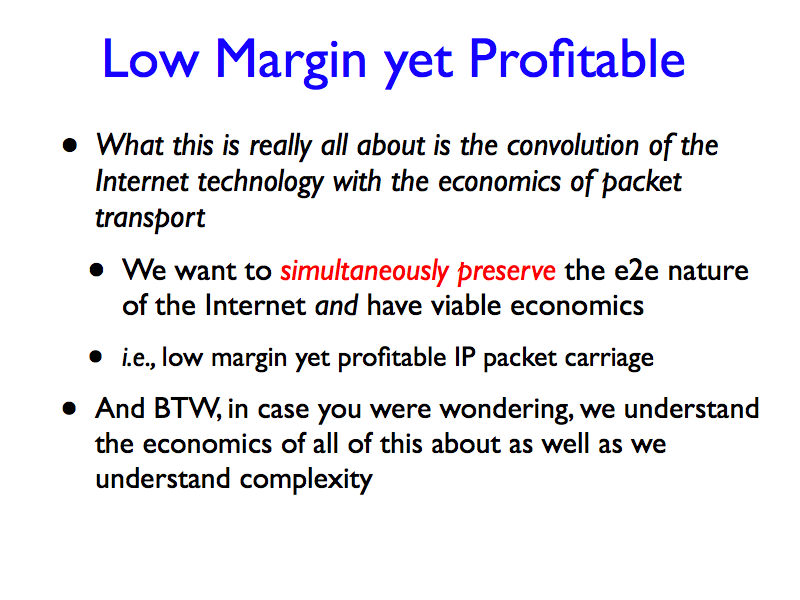 Low Margin yet Profitable
• What this is really all about is the convolution of the
Internet technology with the economics of packet
transport
• We want to simultaneously preserve the e2e nature
of the Internet and have viable economics
• i.e., low margin yet profitable IP packet carriage
• And BTW, in case you were wondering, we understand
the economics of all of this about as well as we
understand complexity